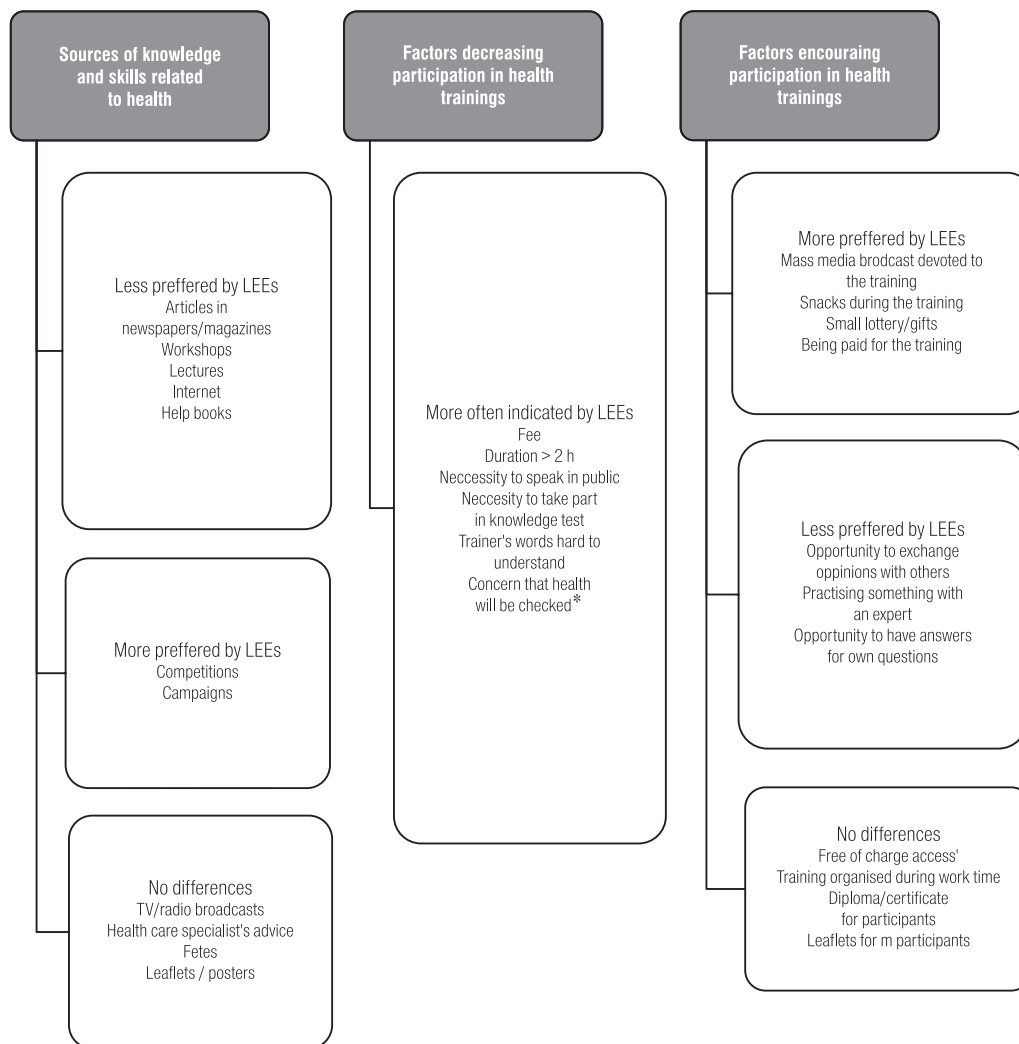 Sources of knowledge
and skills related
to health
Less preffered by LEEs
Articles in
newspapers/magazines
Workshops
Lectures
Internet
Help books
More preffered by LEEs
Competitions
Campaigns
No differences
TV/radio broadcasts
Health care specialist's advice
Fetes
Leaflets / posters
Factors decreasing
participation in health
trainings
More often indicated by LEEs
Fee
Duration > 2 h
Neccessity to speak in public
Neccesity to take part
in knowledge test
Trainer's words hard to
understand
Concern that health
will be checked*
Factors encouraing
participation in health
trainings
More preffered by LEEs
Mass media brodcast devoted to
the training
Snacks during the training
Small lottery/gifts
Being paid for the training
Less preffered by LEEs
Opportunity to exchange
oppinions with others
Practising something with
an expert
Opportunity to have answers
for own questions
No differences
Free of charge access'
Training organised during work time
Diploma/certificate
for participants
Leaflets for m participants